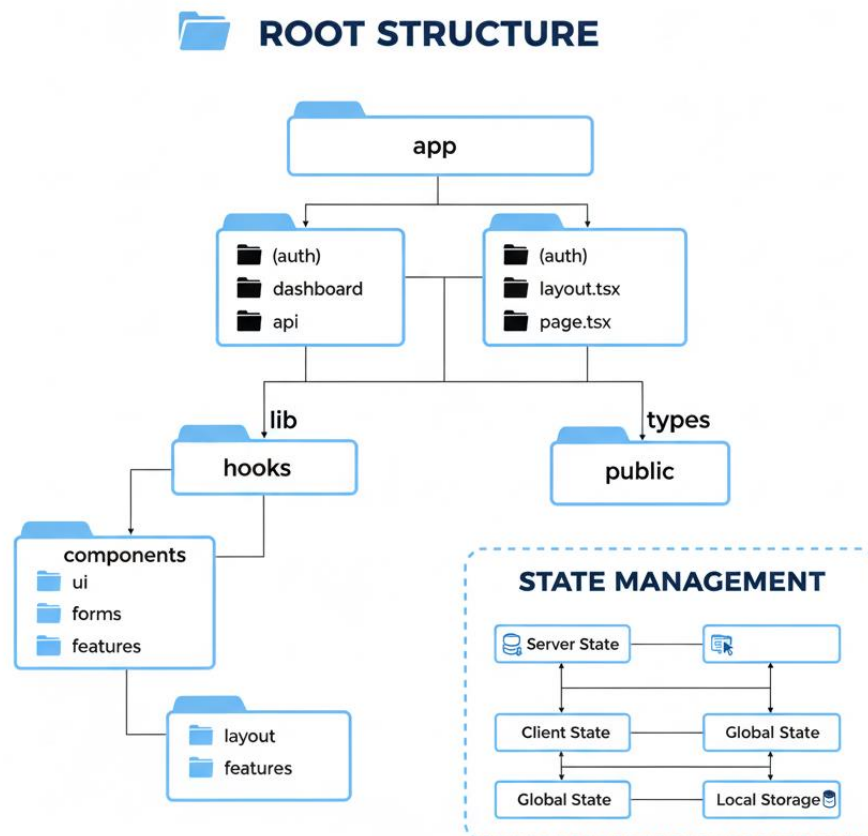 ROOT STRUCTURE
app
(auth)
dashboard
api
(auth)
layout.tsx
page.tsx
lib
types
hooks
public
components
ui
forms
features
layout
features
STATE MANAGEMENT
Server State
Client State
Global State
Global State
Local Storage